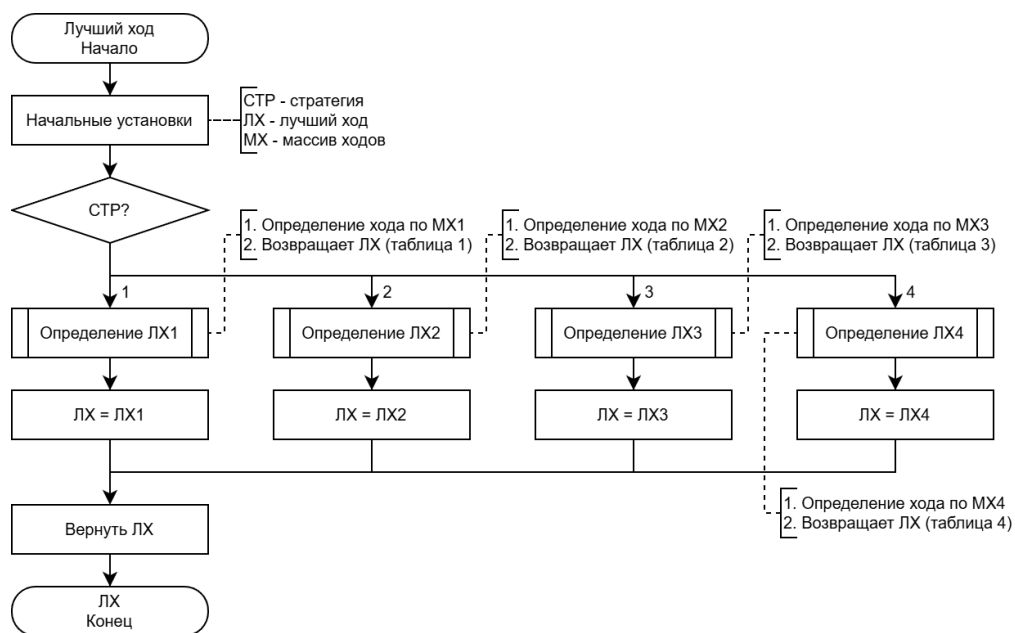 Лучший ход
Начало
Начальные установки
СТР - стратегия
ЛХ - лучший ход
МХ - массив ходов
СТР?
1. Определение хода по МХ1
2. Возвращает ЛХ (таблица 1)
1. Определение хода по МХ2
2. Возвращает ЛХ (таблица 2)
1. Определение хода по МХ3
2. Возвращает ЛХ (таблица 3)
1
2
3
4
Определение ЛХ1
Определение ЛХ2
Определение ЛХ3
Определение ЛХ4
ЛХ = ЛХ1
ЛХ = ЛХ2
ЛХ = ЛХ3
ЛХ = ЛХ4
1. Определение хода по МХ4
2. Возвращает ЛХ (таблица 4)
Вернуть ЛХ
ЛХ
Конец